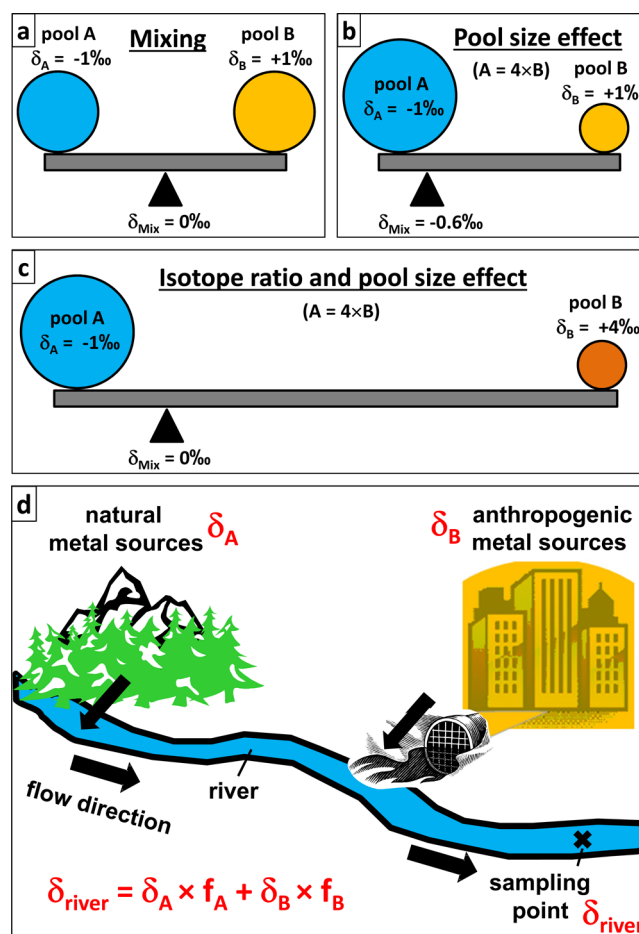 a
Mixing
pool A
δA = -1‰
pool B
δB = +1‰
δMix = 0‰
b
Pool size effect
(A = 4×B)
pool A
δA = -1‰
pool B
δB = +1%
δMix = -0.6‰
c
Isotope ratio and pool size effect
(A = 4×B)
pool A
δA = -1‰
pool B
δB = +4‰
δMix = 0‰
d
natural
metal sources
δA
δB
anthropogenic
metal sources
flow direction
river
sampling
point
δriver
δriver = δA × fA + δB × fB